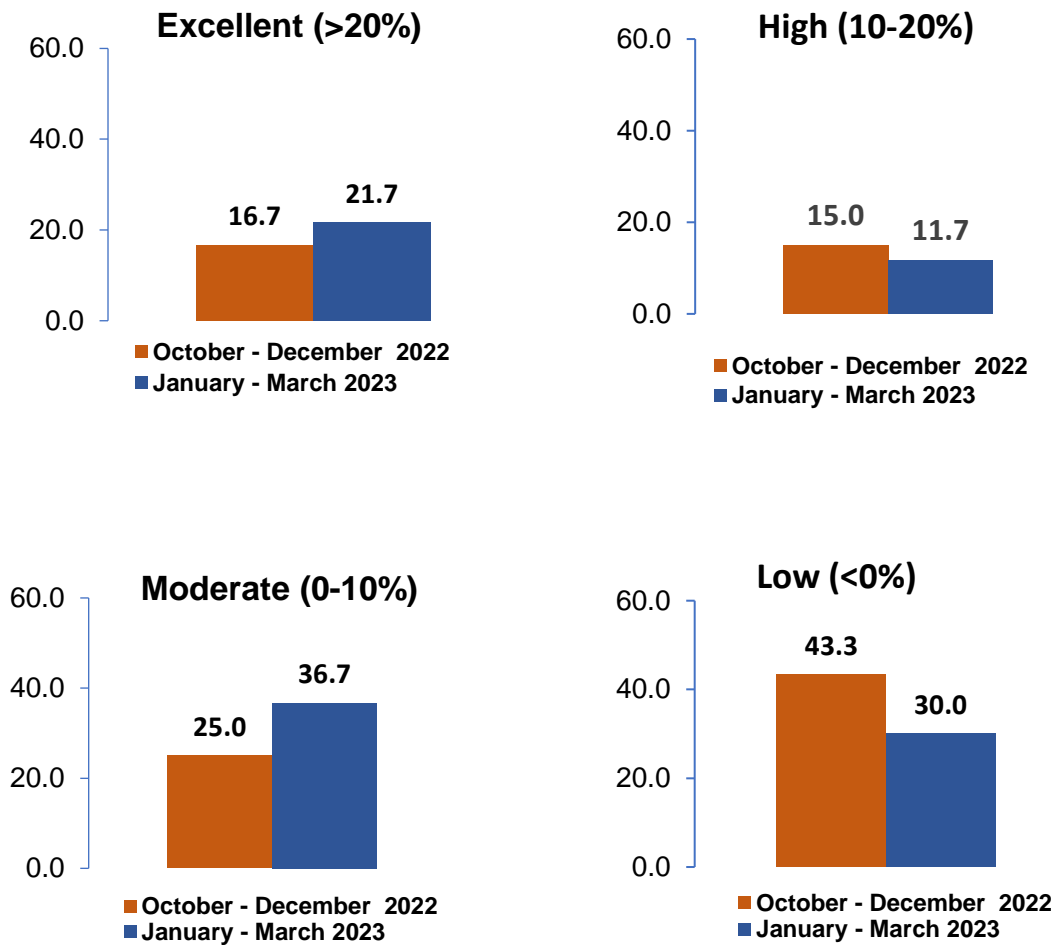 Excellent (>20%)
60.0
40.0
20.0
0.0
16.7
21.7
October - December 2022
January - March 2023
High (10-20%)
60.0
40.0
20.0
0.0
15.0
11.7
October - December 2022
January - March 2023
Moderate (0-10%)
60.0
40.0
20.0
0.0
25.0
36.7
October - December 2022
January - March 2023
Low (<0%)
60.0
40.0
20.0
0.0
43.3
30.0
October - December 2022
January - March 2023